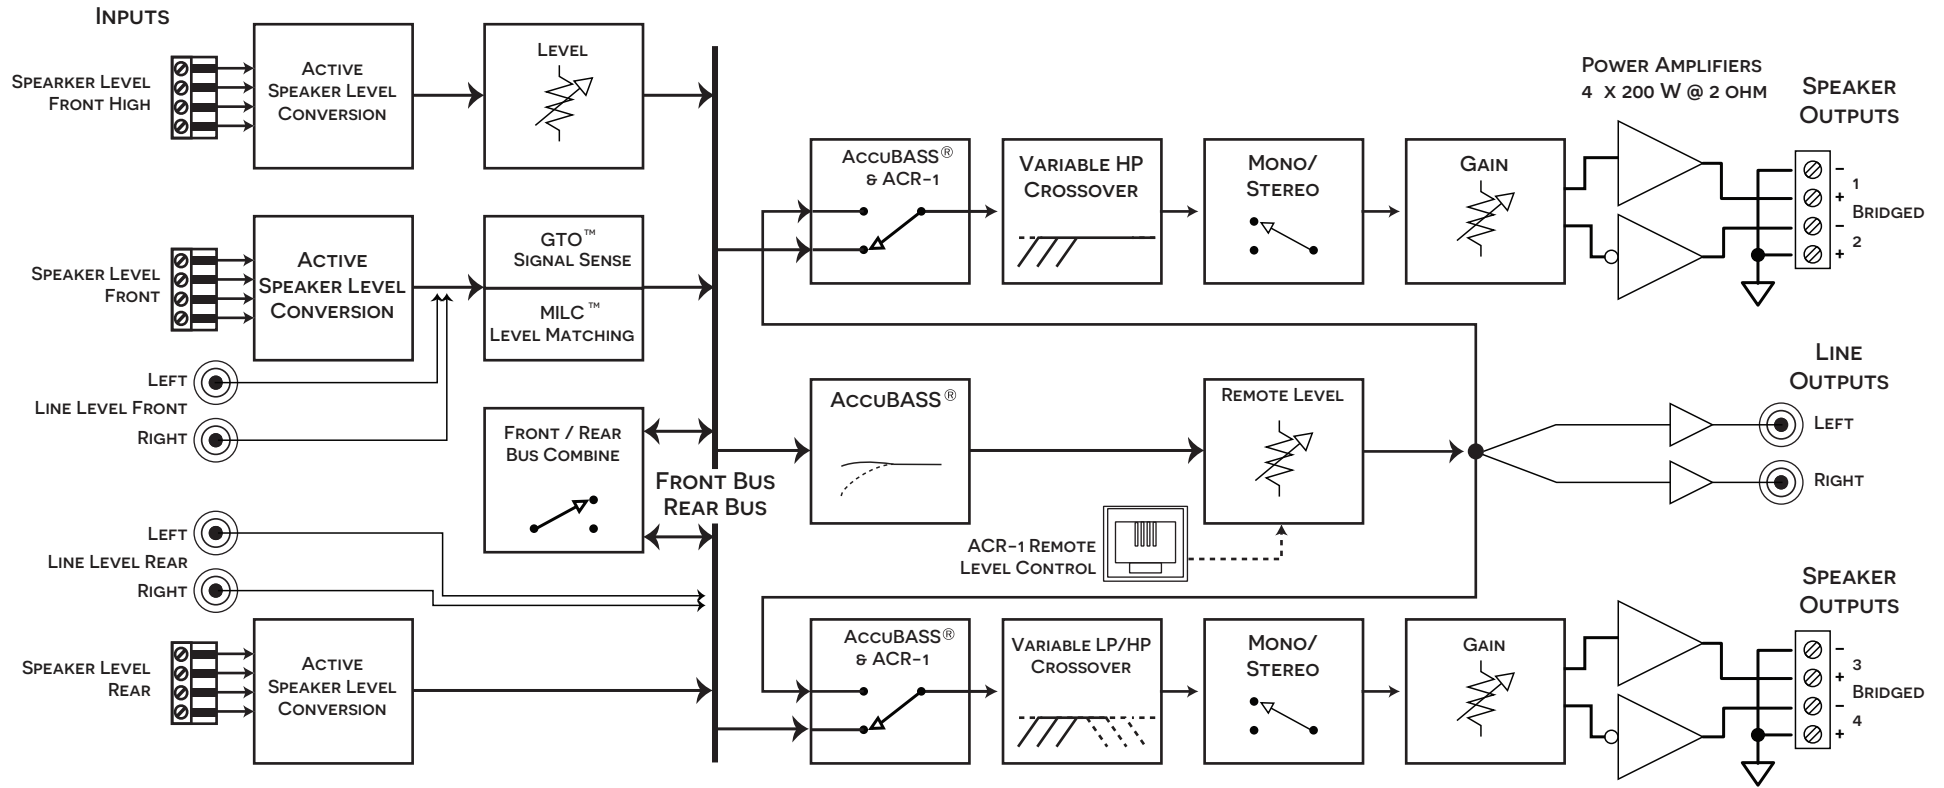 INPUTS
SPEARKER LEVEL
FRONT HIGH
ACTIVE
SPEAKER LEVEL
CONVERSION
LEVEL
SPEAKER LEVEL
FRONT
ACTIVE
SPEAKER LEVEL
CONVERSION
GTO™
SIGNAL SENSE
MILC™
LEVEL MATCHING
LEFT
LINE LEVEL FRONT
RIGHT
FRONT / REAR
BUS COMBINE
FRONT BUS
REAR BUS
LEFT
LINE LEVEL REAR
RIGHT
SPEAKER LEVEL
REAR
ACTIVE
SPEAKER LEVEL
CONVERSION
ACCUBASS®
& ACR-1
VARIABLE HP
CROSSOVER
MONO/
STEREO
GAIN
POWER AMPLIFIERS
4 X 200 W @ 2 OHM
SPEAKER
OUTPUTS
−
1
+
BRIDGED
−
2
+
ACCUBASS®
REMOTE LEVEL
ACR-1 REMOTE
LEVEL CONTROL
LINE
OUTPUTS
LEFT
RIGHT
ACCUBASS®
& ACR-1
VARIABLE LP/HP
CROSSOVER
MONO/
STEREO
GAIN
SPEAKER
OUTPUTS
−
3
+
BRIDGED
−
4
+